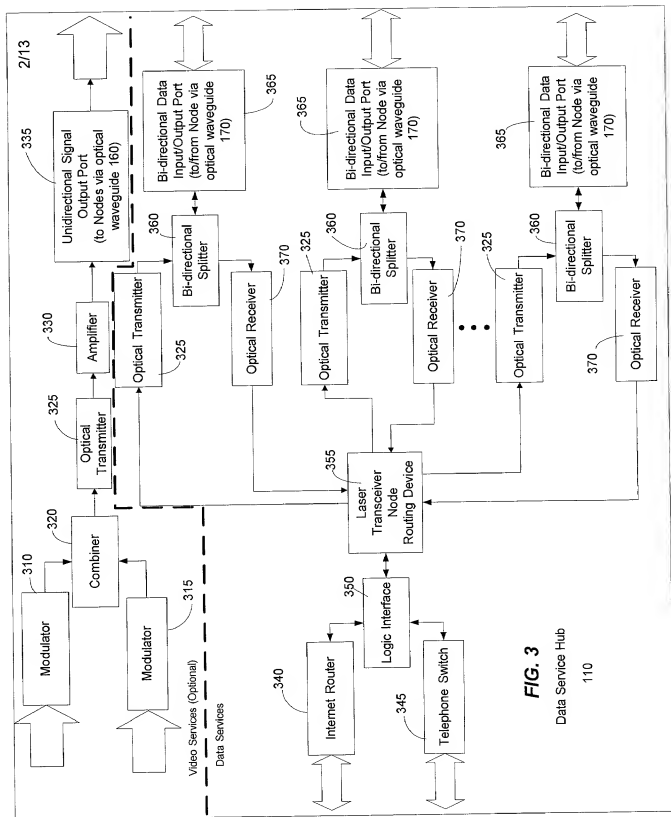 2/13
310
Modulator
320
Combiner
315
Modulator
325
Optical
Transmitter
330
Amplifier
335
Unidirectional Signal
Output Port
(to Nodes via optical
waveguide 160)
Video Services (Optional)
Data Services
325
Optical Transmitter
360
Bi-directional
Splitter
370
Optical Receiver
365
Bi-directional Data
Input/Output Port
(to/from Node via
optical waveguide
170)
325
Optical Transmitter
360
Bi-directional
Splitter
370
Optical Receiver
365
Bi-directional Data
Input/Output Port
(to/from Node via
optical waveguide
170)
325
Optical Transmitter
360
Bi-directional
Splitter
370
Optical Receiver
365
Bi-directional Data
Input/Output Port
(to/from Node via
optical waveguide
170)
355
Laser
Transceiver
Node
Routing Device
350
Logic Interface
340
Internet Router
345
Telephone Switch
FIG. 3
Data Service Hub
110